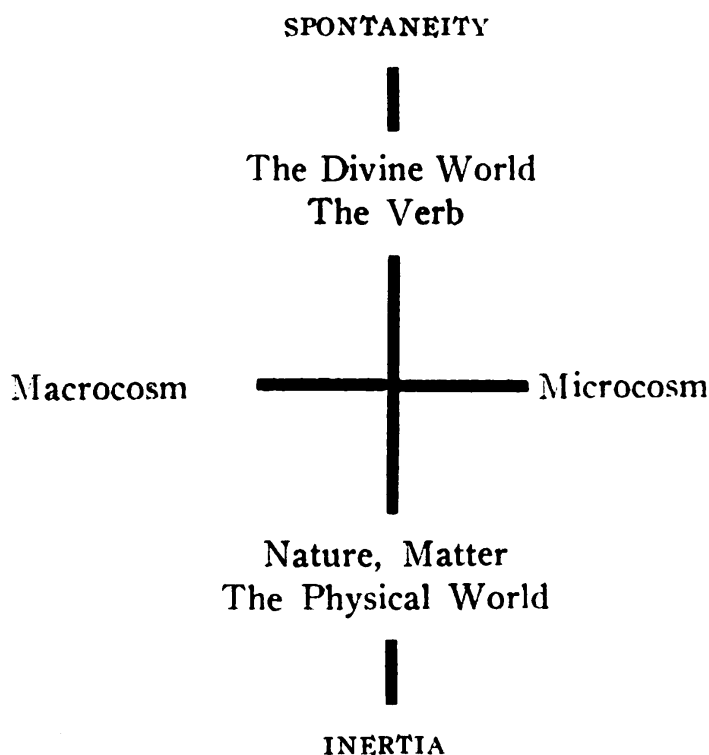 SPONTANEITY
The Divine World
The Verb
Macrocosm
Microcosm
Nature, Matter
The Physical World
INERTIA